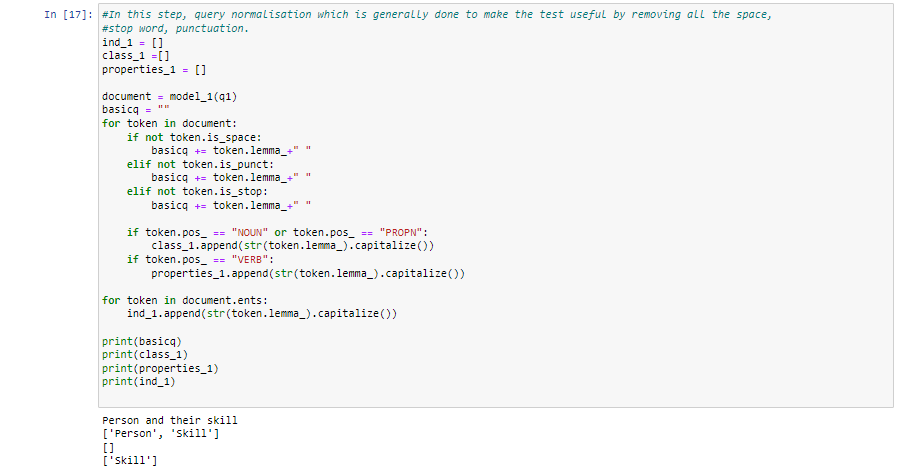 In [17]: #In this step, query normalisation which is generally done to make the test useful by removing all the space,
#stop word, punctuation.
ind_1 = []
class_1 =[]
properties_1 = []

document = model_1(q1)
basicq = ""
for token in document:
    if not token.is_space:
        basicq += token.lemma_+" "
    elif not token.is_punct:
        basicq += token.lemma_+" "
    elif not token.is_stop:
        basicq += token.lemma_+" "

    if token.pos_ == "NOUN" or token.pos_ == "PROPN":
        class_1.append(str(token.lemma_).capitalize())
    if token.pos_ == "VERB":
        properties_1.append(str(token.lemma_).capitalize())

for token in document.ents:
    ind_1.append(str(token.lemma_).capitalize())

print(basicq)
print(class_1)
print(properties_1)
print(ind_1)

Person and their skill
['Person', 'Skill']
[]
['Skill']